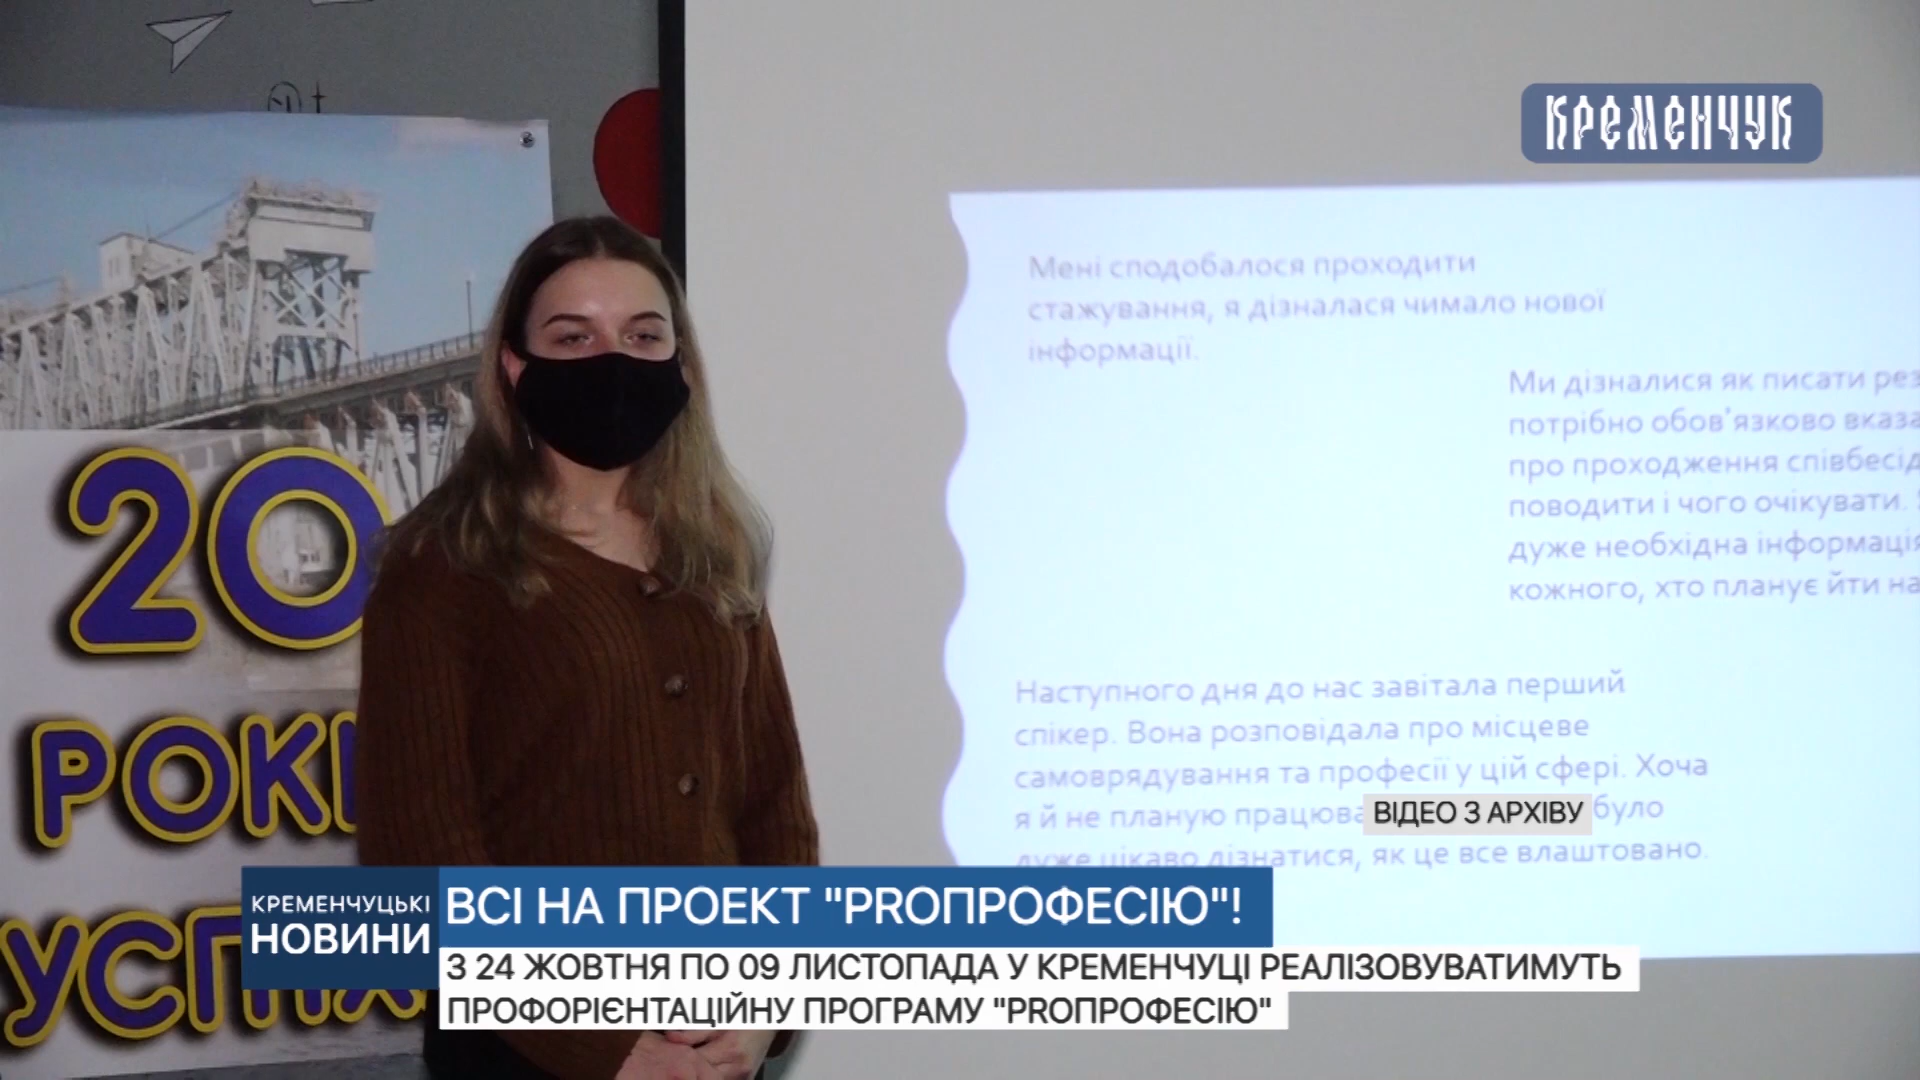 КРЕМЕНЧУК
20
РОКІ
УСПІХ
Мені сподобалося проходити
стажування, я дізналася чимало нової
інформації.
Ми дізналися як писати рез
потрібно обов'язково вказа
про проходження співбесід
поводити і чого очікувати.
дуже необхідна інформація
кожного, хто планує йти на
Наступного дня до нас завітала перший
спікер. Вона розповідала про місцеве
самоврядування та професії у цій сфері. Хоча
я й не планую працюва було
дуже цікаво дізнатися, як це все влаштовано.
ВІДЕО З АРХІВУ
КРЕМЕНЧУЦЬКІ
НОВИНИ
ВСІ НА ПРОЕКТ "PROПРОФЕСІЮ"!
З 24 ЖОВТНЯ ПО 09 ЛИСТОПАДА У КРЕМЕНЧУЦІ РЕАЛІЗОВУВАТИМУТЬ
ПРОФОРІЄНТАЦІЙНУ ПРОГРАМУ "PROПРОФЕСІЮ"